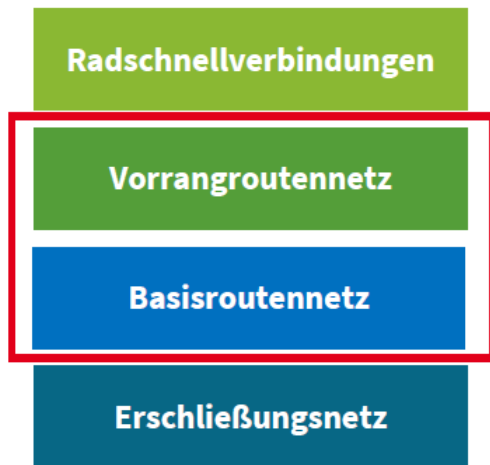 Radschnellverbindungen
Vorrangroutennetz
Basisroutennetz
Erschließungsnetz